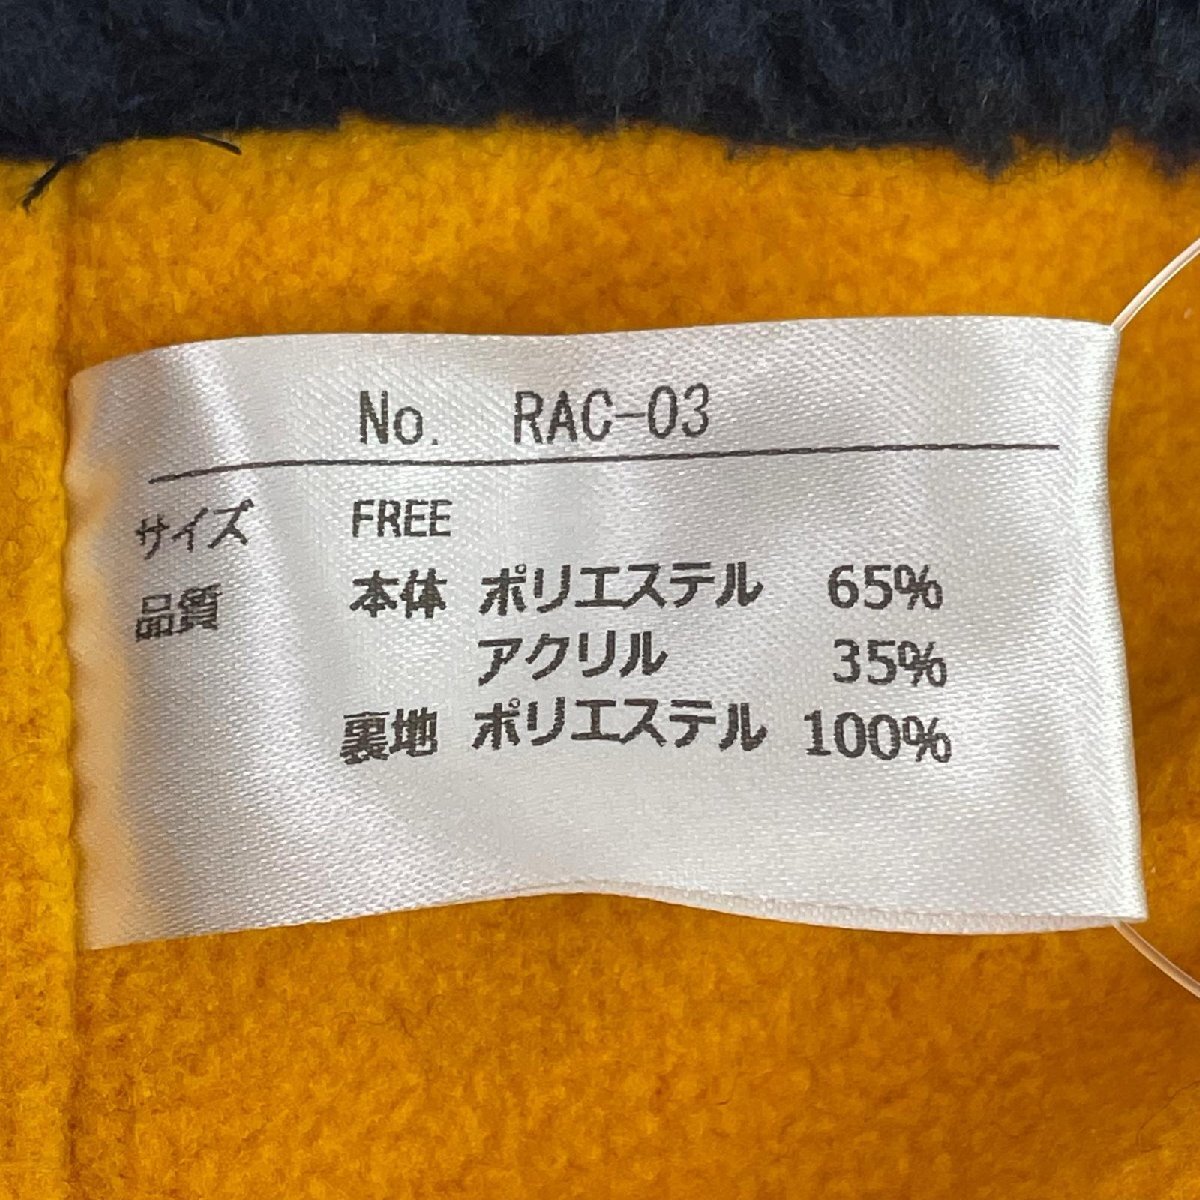 No. RAC-03
サイズ FREE
品質 本体 ポリエステル 65%
アクリル 35%
裏地 ポリエステル 100%